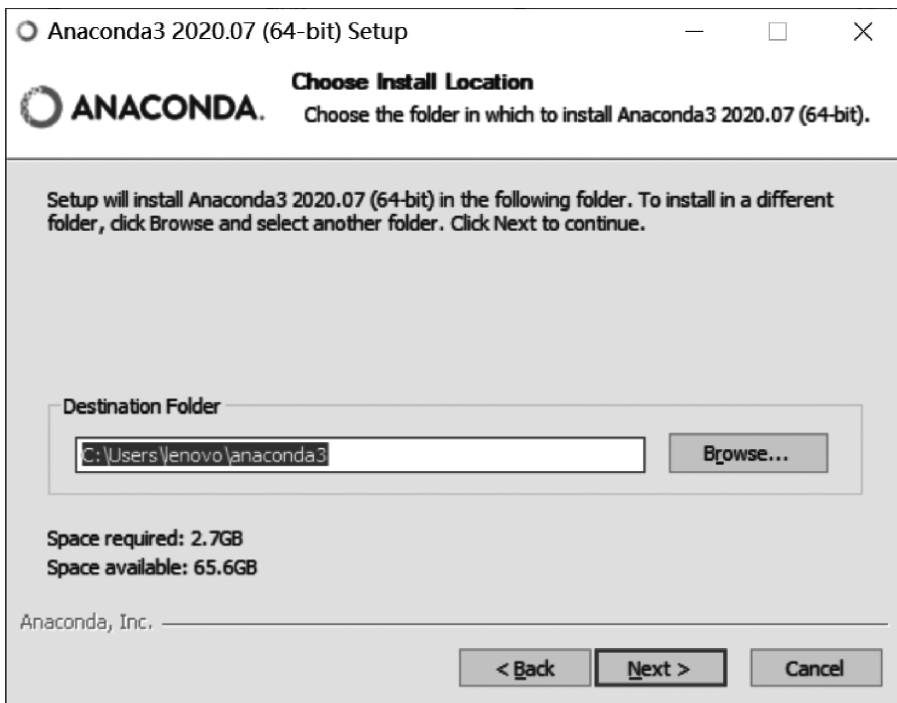 Anaconda3 2020.07 (64-bit) Setup
ANACONDA.
Choose Install Location
Choose the folder in which to install Anaconda3 2020.07 (64-bit).
Setup will install Anaconda3 2020.07 (64-bit) in the following folder. To install in a different
folder, click Browse and select another folder. Click Next to continue.
Destination Folder
C:\Users\lenovo\anaconda3
Browse...
Space required: 2.7GB
Space available: 65.6GB
Anaconda, Inc.
< Back
Next >
Cancel